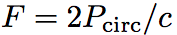 F = 2P_circ/c